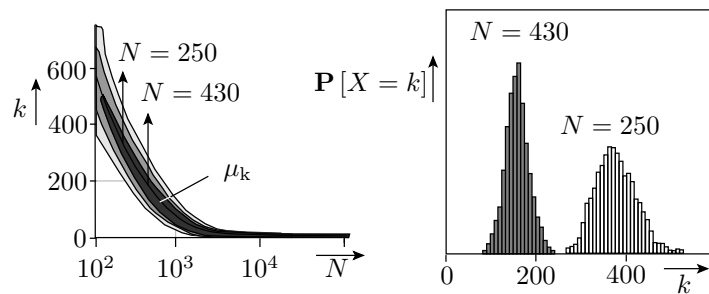 600
400
200
0
k
N = 250
N = 430
μk
10² 10³ 10⁴ N
P [X = k]
N = 430
N = 250
0 200 400 k